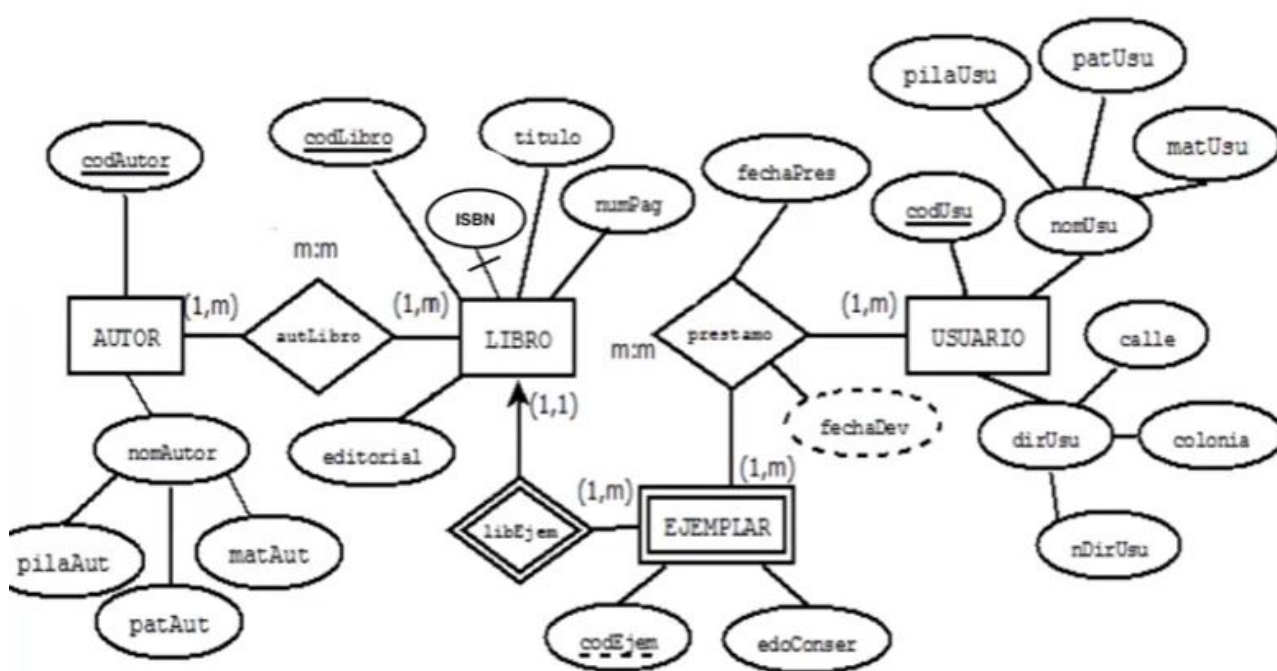 pilaUsu
patUsu
matUsu
codLibro
titulo
codAutor
fechaPres
ISBN
numPag
codUsu
nomUsu
m:m
AUTOR
(1,m)
autLibro
(1,m)
LIBRO
m:m
prestamo
(1,m)
USUARIO
calle
(1,1)
fechaDev
dirUsu
colonia
nomAutor
editorial
(1,m)
(1,m)
libEjem
EJEMPLAR
nDirUsu
pilaAut
matAut
patAut
codEjem
edoConser